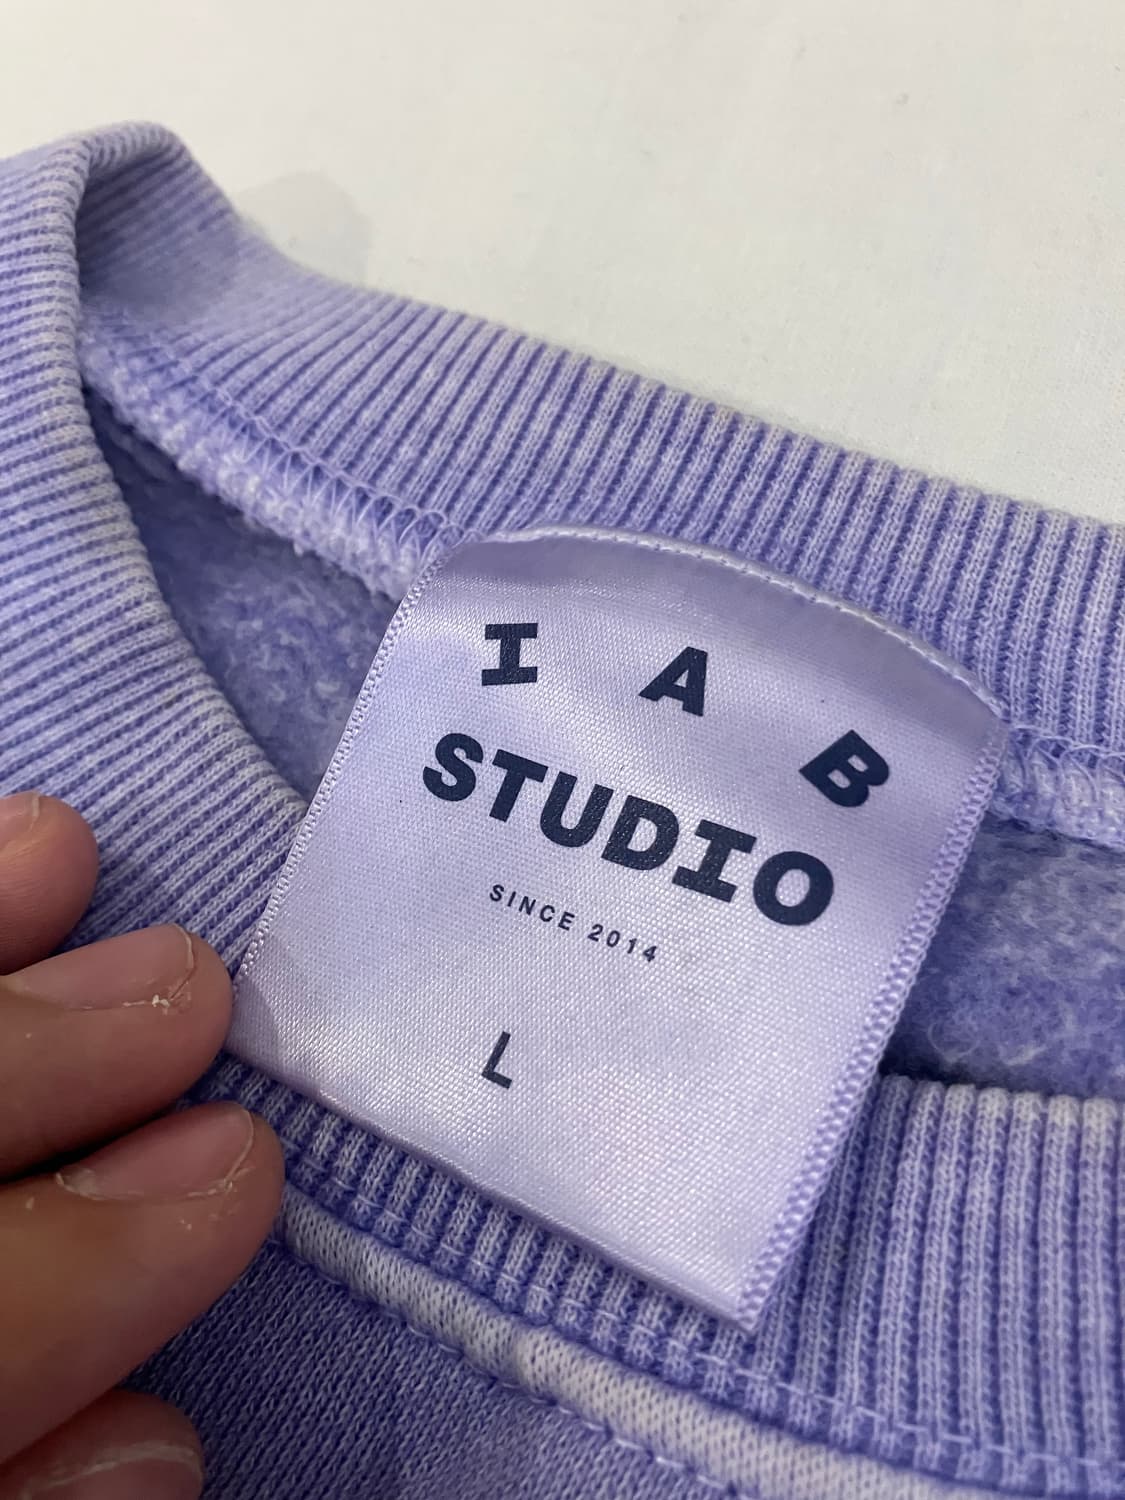 I A B
STUDIO
SINCE 2014
L